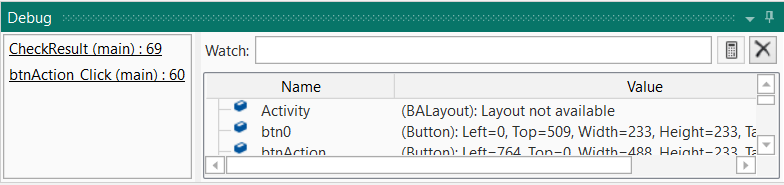 Debug
CheckResult (main) : 69
btnAction_Click (main) : 60
Watch:
Name Value
Activity (BALayout): Layout not available
btn0 (Button): Left=0, Top=509, Width=233, Height=233, Ta
btnAction (Button): Left=764, Top=0, Width=488, Height=233, Ta